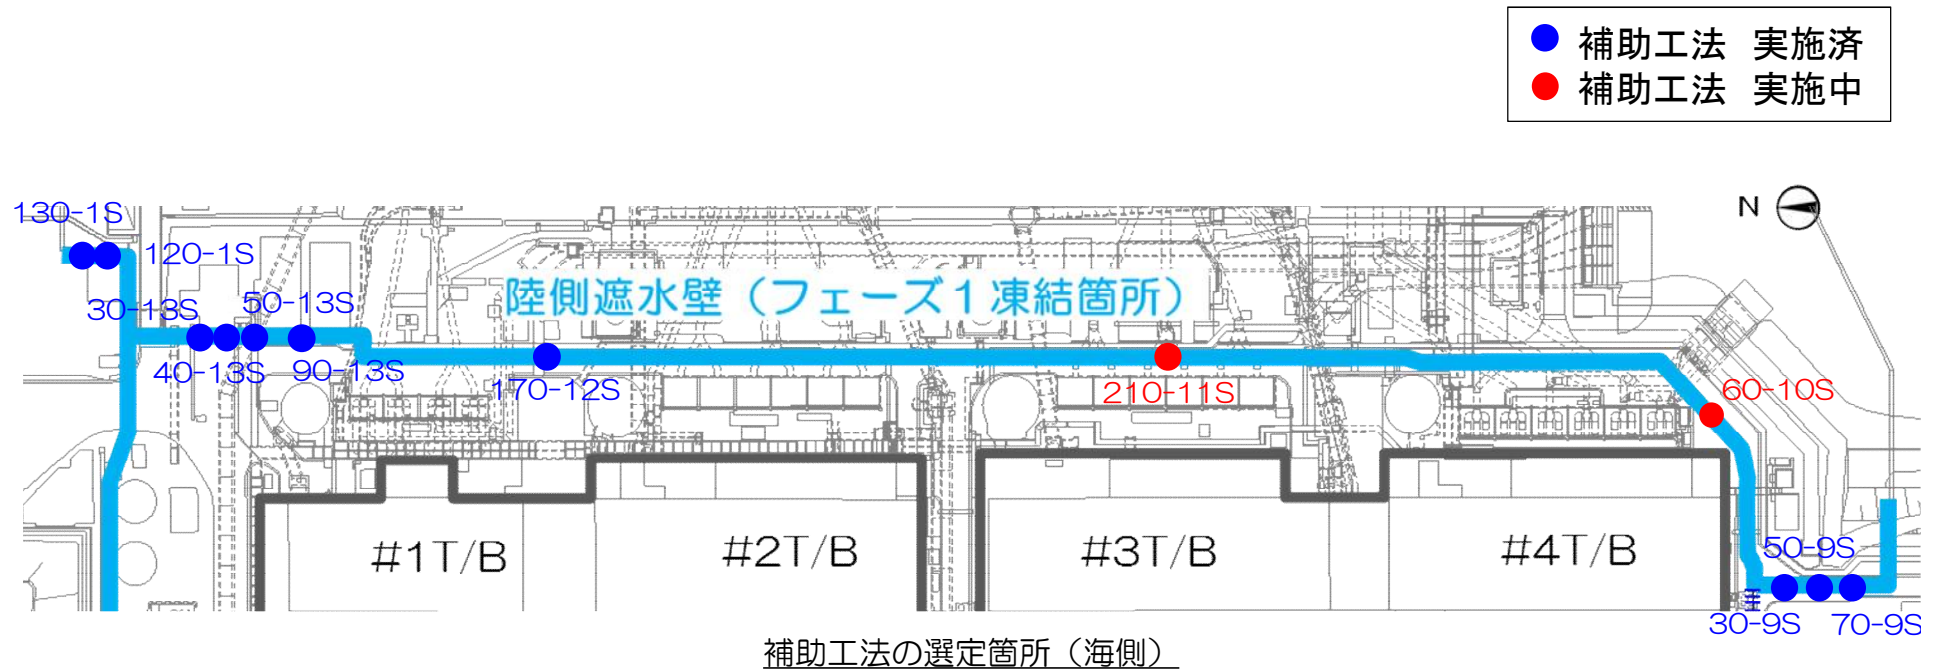 補助工法　実施済
補助工法　実施中
N
130-1S
120-1S
30-13S
50-13S
40-13S
90-13S
陸側遮水壁（フェーズ１凍結箇所）
170-12S
210-11S
60-10S
#1T/B
#2T/B
#3T/B
#4T/B
50-9S
30-9S
70-9S
補助工法の選定箇所（海側）